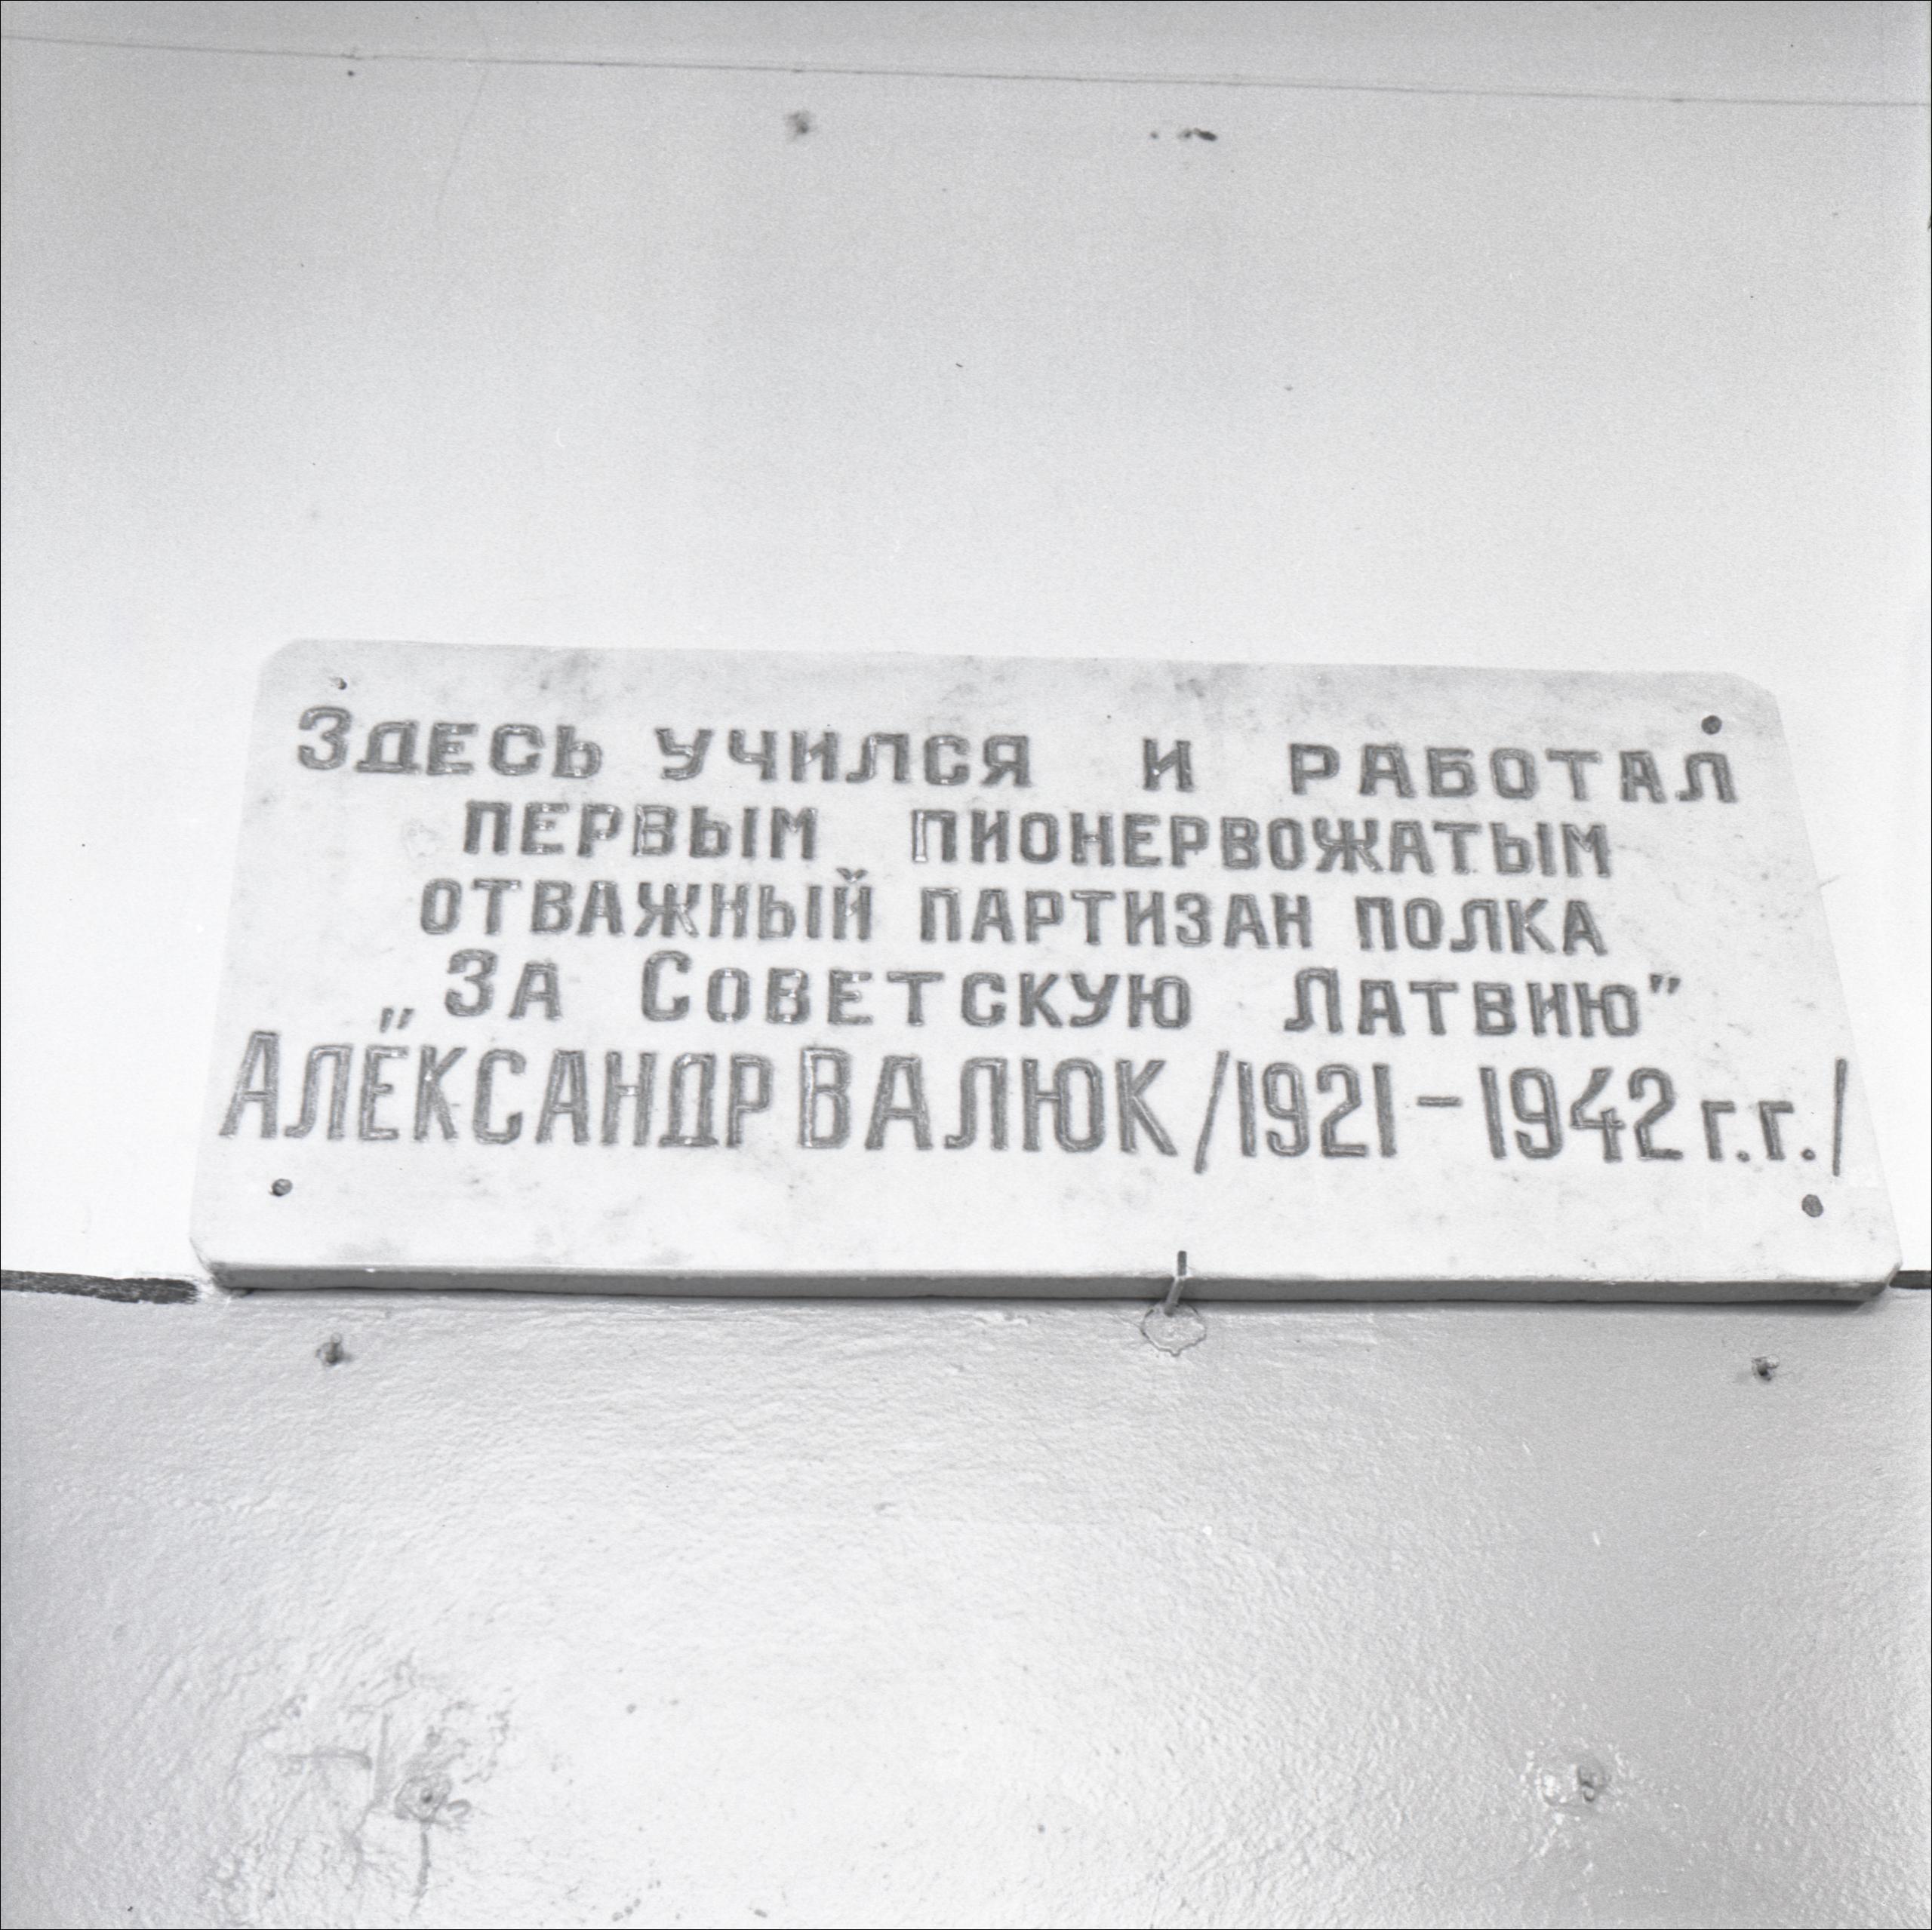 Здесь учился и работал
первым пионервожатым
отважный партизан полка
„За Советскую Латвию"
Алёксандр Валюк /1921-1942 г.г./